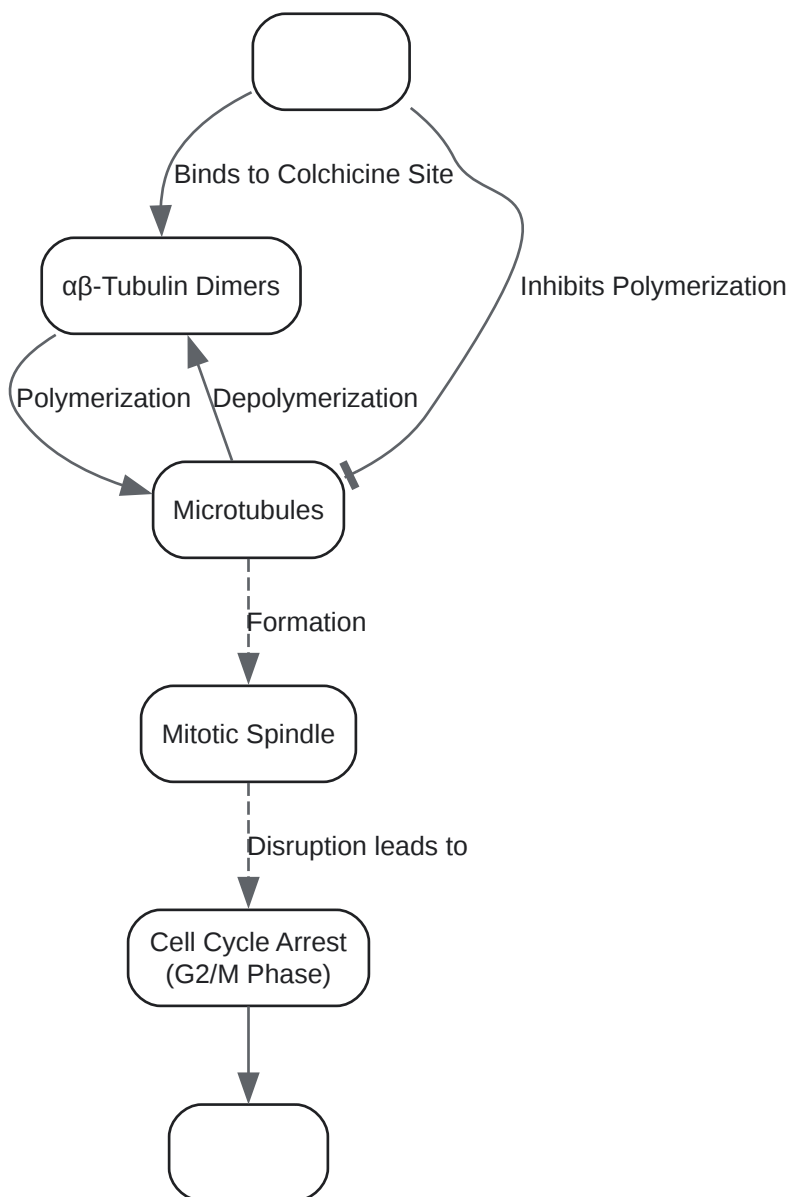 Binds to Colchicine Site
αβ-Tubulin Dimers
Inhibits Polymerization
Polymerization
Depolymerization
Microtubules
Formation
Mitotic Spindle
Disruption leads to
Cell Cycle Arrest
(G2/M Phase)